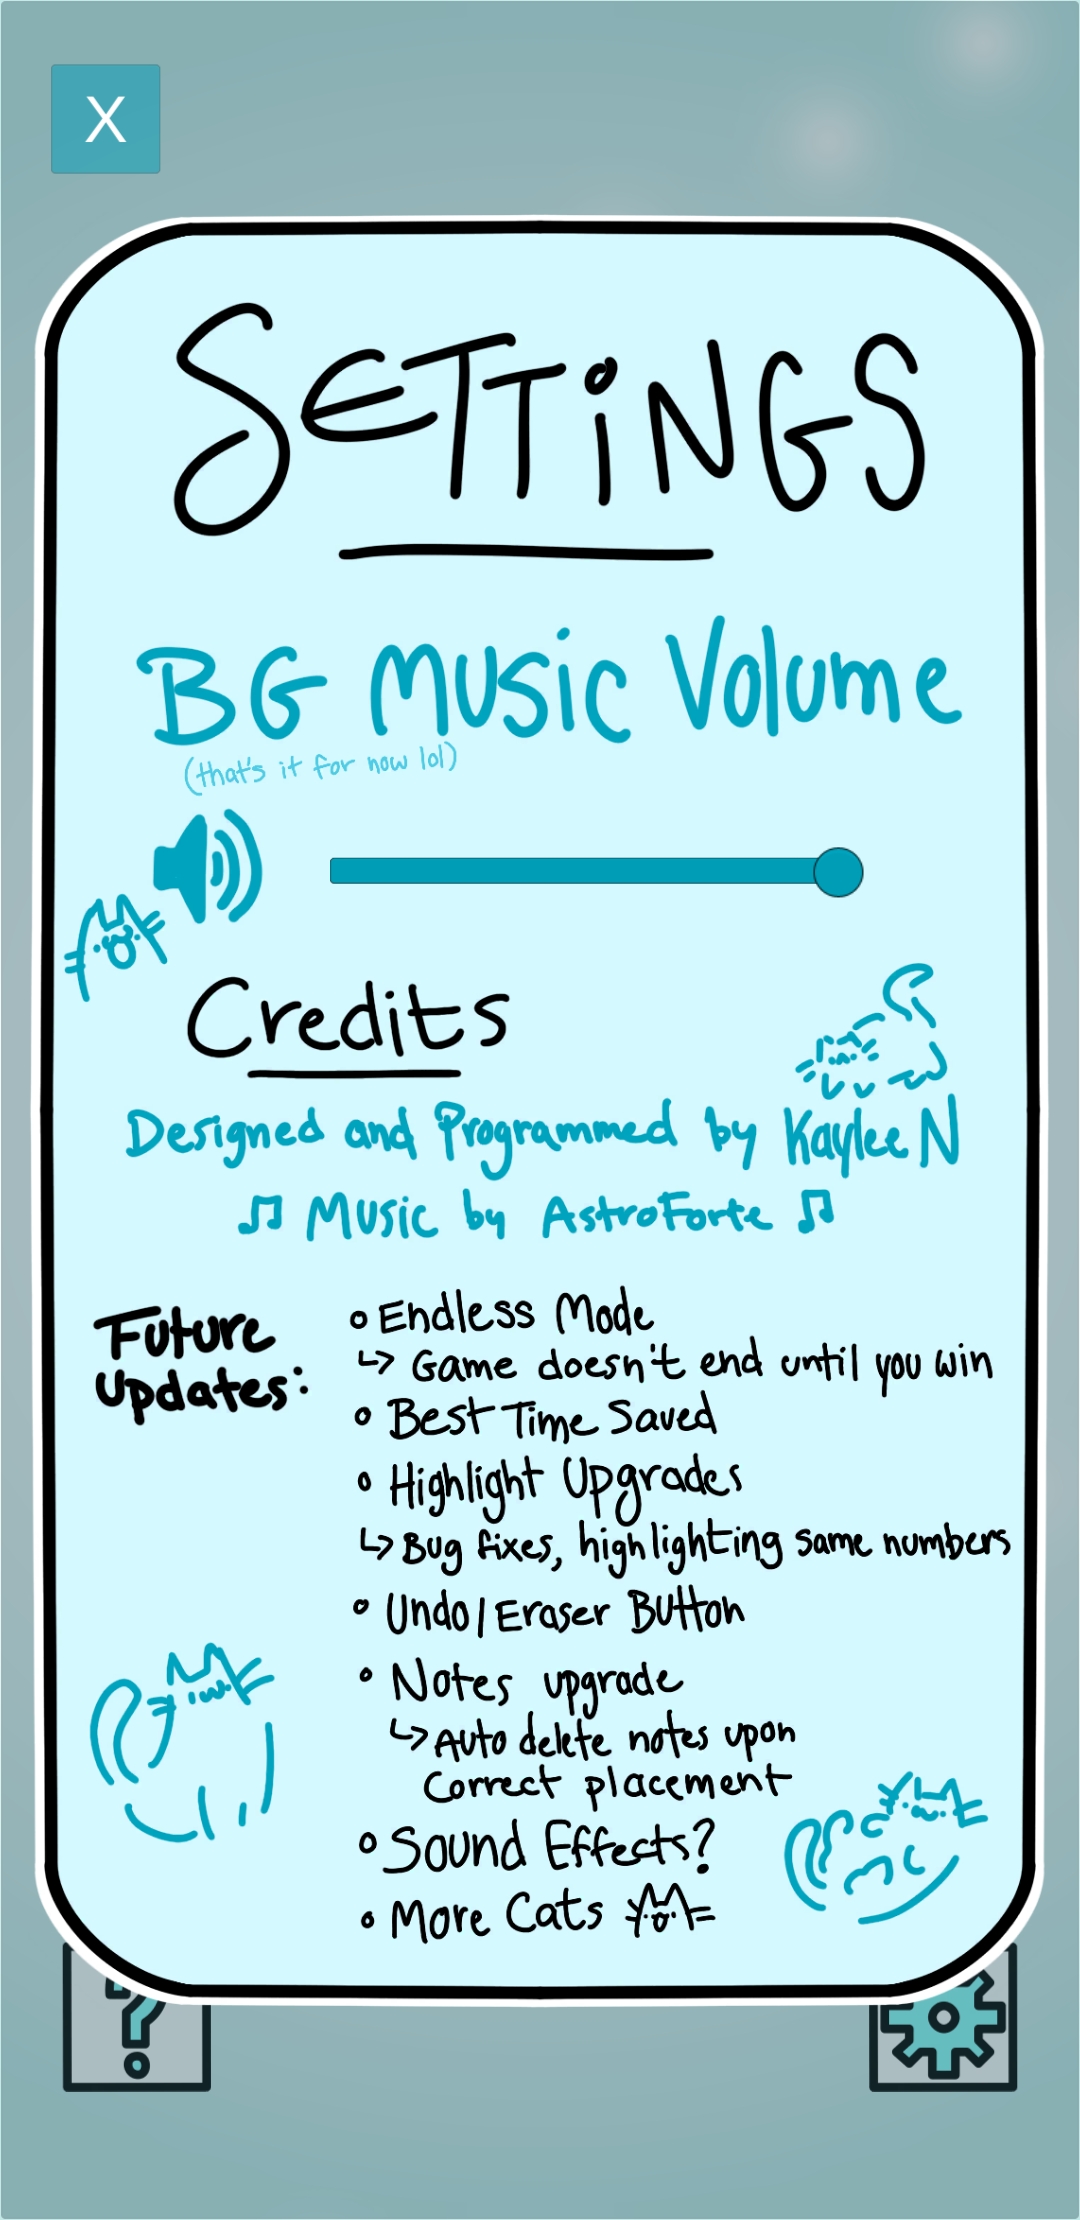 X
SETTiNGS
BG Music Volume
(that's it for now lol)
Credits
Designed and Programmed by Kaylee N
♫ Music by AstroForte ♫
Future
Updates:
o Endless Mode
↳ Game doesn't end until you win
o Best Time Saved
o Highlight Upgrades
↳ Bug fixes, highlighting same numbers
o Undo/Eraser Button
o Notes upgrade
↳ Auto delete notes upon
Correct placement
o Sound Effects?
o More Cats
?